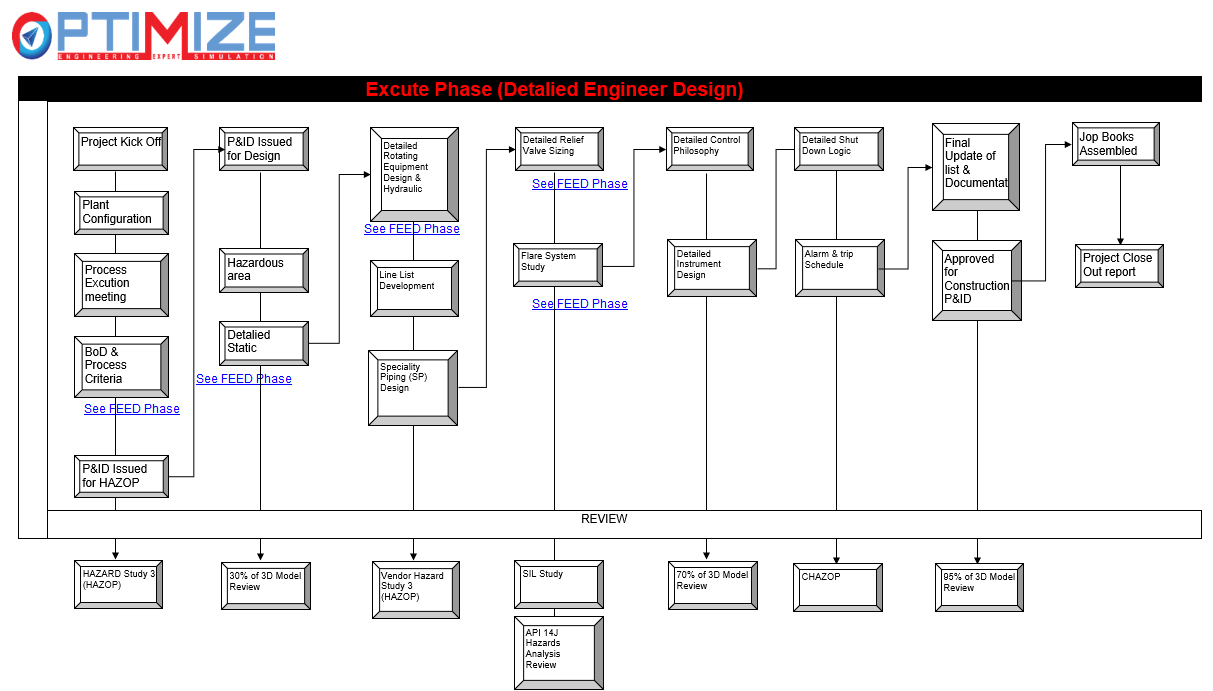 OPTIMIZE
ENGINEERING EXPERT SIMULATION
Excute Phase (Detalied Engineer Design)
Project Kick Off
Plant
Configuration
Process
Excution
meeting
BoD &
Process
Criteria
See FEED Phase
P&ID Issued
for HAZOP
P&ID Issued
for Design
Hazardous
area
Detalied
Static
See FEED Phase
Detailed
Rotating
Equipment
Design &
Hydraulic
See FEED Phase
Line List
Development
Speciality
Piping (SP)
Design
Detailed Relief
Valve Sizing
See FEED Phase
Flare System
Study
See FEED Phase
Detailed Control
Philosophy
Detailed
Instrument
Design
Detailed Shut
Down Logic
Alarm & trip
Schedule
Final
Update of
list &
Documentat
Approved
for
Construction
P&ID
Jop Books
Assembled
Project Close
Out report
REVIEW
HAZARD Study 3
(HAZOP)
30% of 3D Model
Review
Vendor Hazard
Study 3
(HAZOP)
SIL Study
API 14J
Hazards
Analysis
Review
70% of 3D Model
Review
CHAZOP
95% of 3D Model
Review